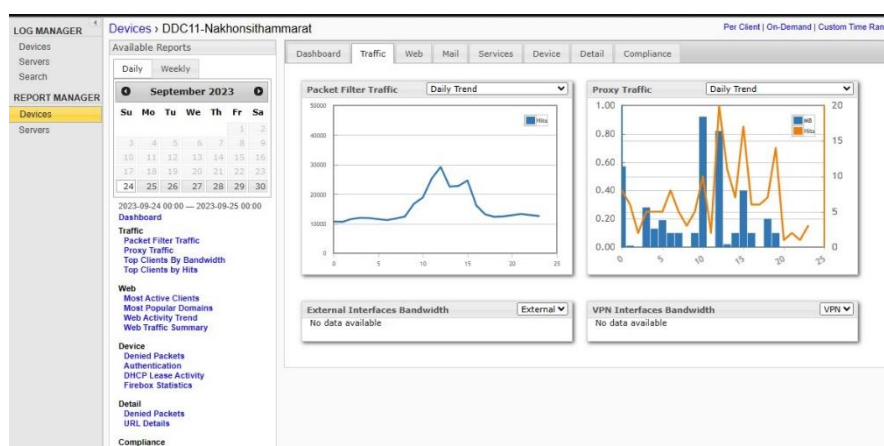 LOG MANAGER
Devices
Servers
Search
REPORT MANAGER
Devices
Servers
Devices › DDC11-Nakhonsithammarat
Per Client | On-Demand | Custom Time Ran
Available Reports
Daily Weekly
September 2023
Su Mo Tu We Th Fr Sa
1 2
3 4 5 6 7 8 9
10 11 12 13 14 15 16
17 18 19 20 21 22 23
24 25 26 27 28 29 30
2023-09-24 00:00 — 2023-09-25 00:00
Dashboard
Traffic
Packet Filter Traffic
Proxy Traffic
Top Clients By Bandwidth
Top Clients by Hits
Web
Most Active Clients
Most Popular Domains
Web Activity Trend
Web Traffic Summary
Device
Denied Packets
Authentication
DHCP Lease Activity
Firebox Statistics
Detail
Denied Packets
URL Details
Compliance
Dashboard Traffic Web Mail Services Device Detail Compliance
Packet Filter Traffic Daily Trend
50000
40000
30000
20000
10000
0
0 5 10 15 20 25
Hits
Proxy Traffic Daily Trend
1.00
0.80
0.60
0.40
0.20
0.00
20
15
10
5
0
0 5 10 15 20 25
MB
Hits
External Interfaces Bandwidth External
No data available
VPN Interfaces Bandwidth VPN
No data available